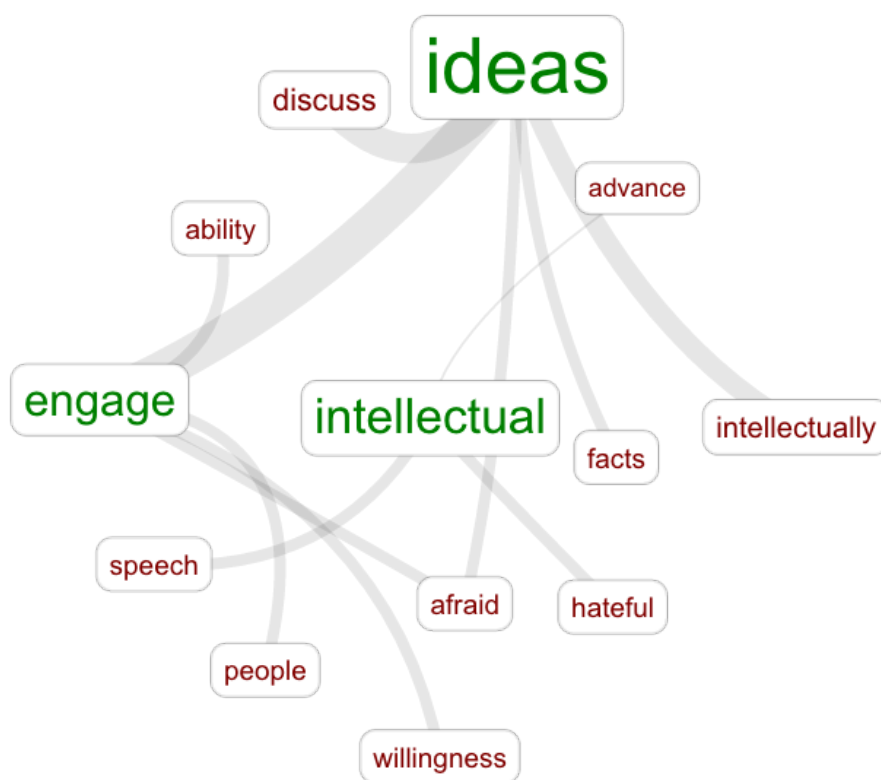 ideas
discuss
advance
ability
engage
intellectual
intellectually
facts
speech
afraid
hateful
people
willingness